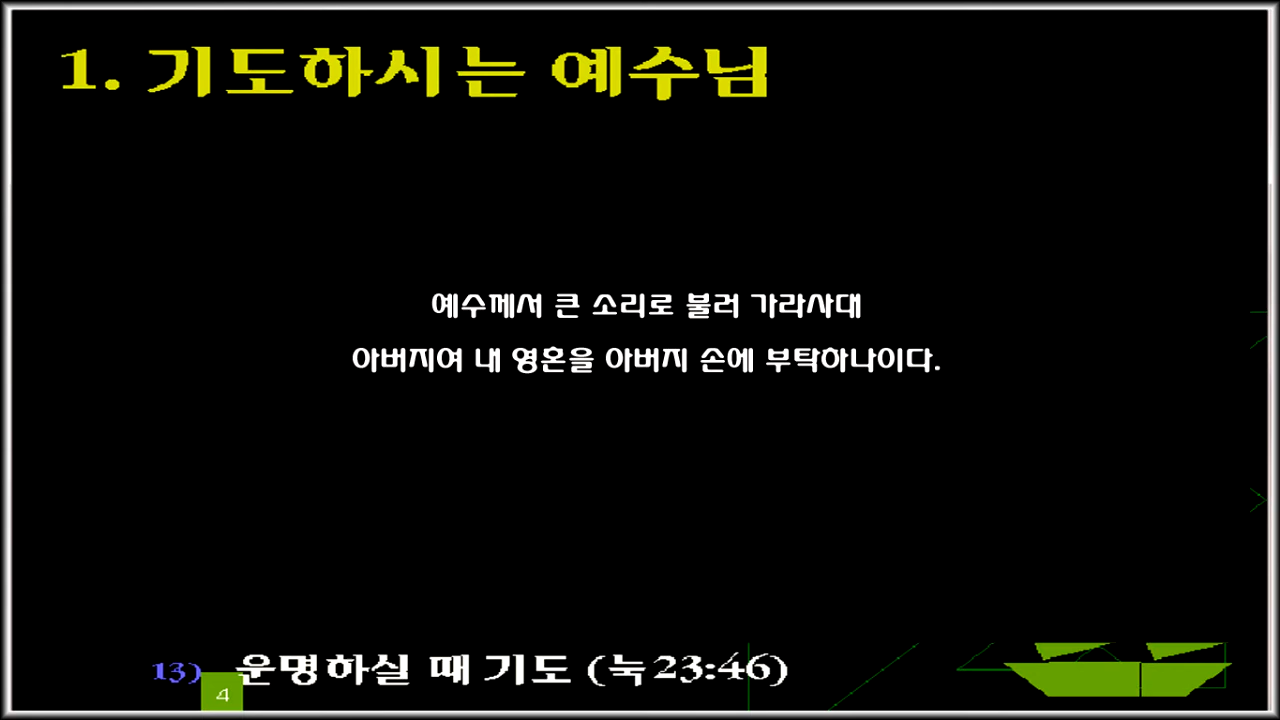 1. 기도하시는 예수님
예수께서 큰 소리로 불러 가라사대
아버지여 내 영혼을 아버지 손에 부탁하나이다.
13) 운명하실 때 기도 (눅23:46)
4